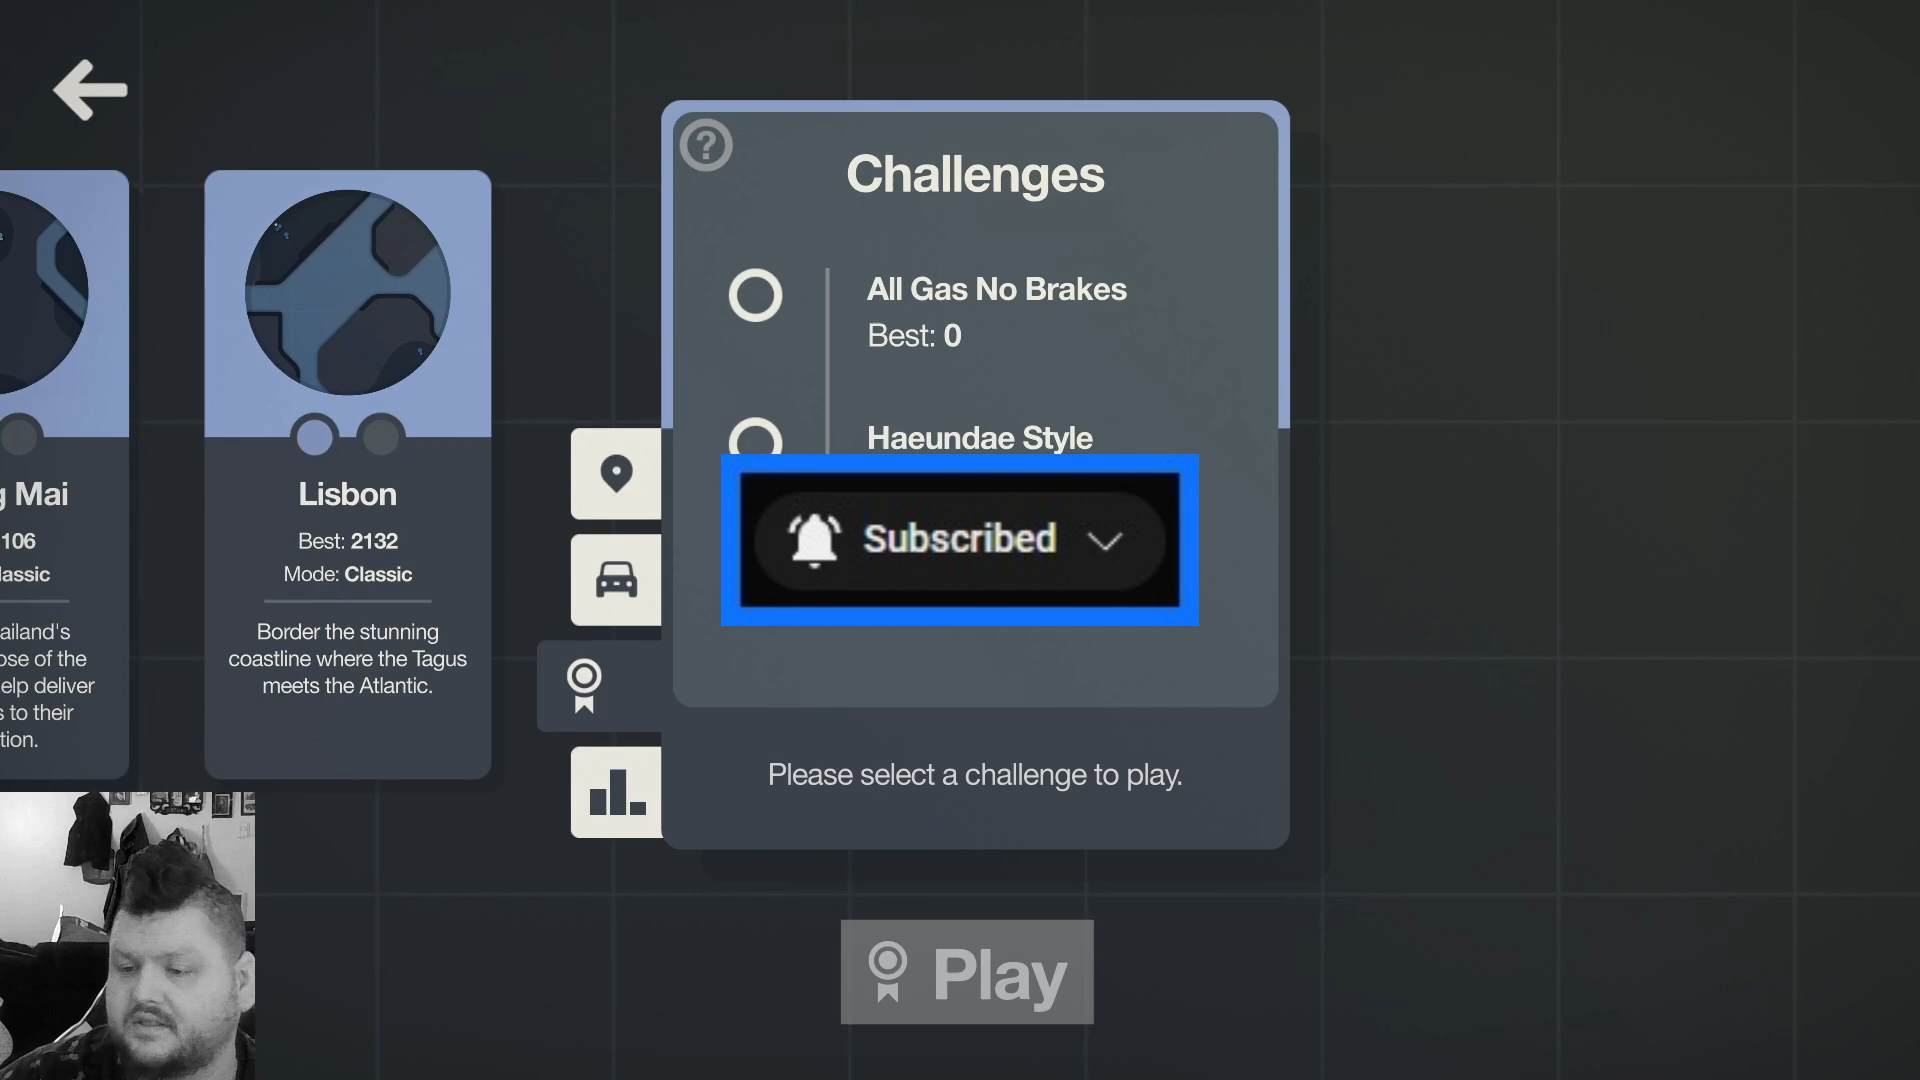 ?
Challenges
All Gas No Brakes
Best: 0
Haeundae Style
Subscribed
Please select a challenge to play.
Play
g Mai
106
lassic
ailand's
ose of the
elp deliver
s to their
tion.
Lisbon
Best: 2132
Mode: Classic
Border the stunning
coastline where the Tagus
meets the Atlantic.